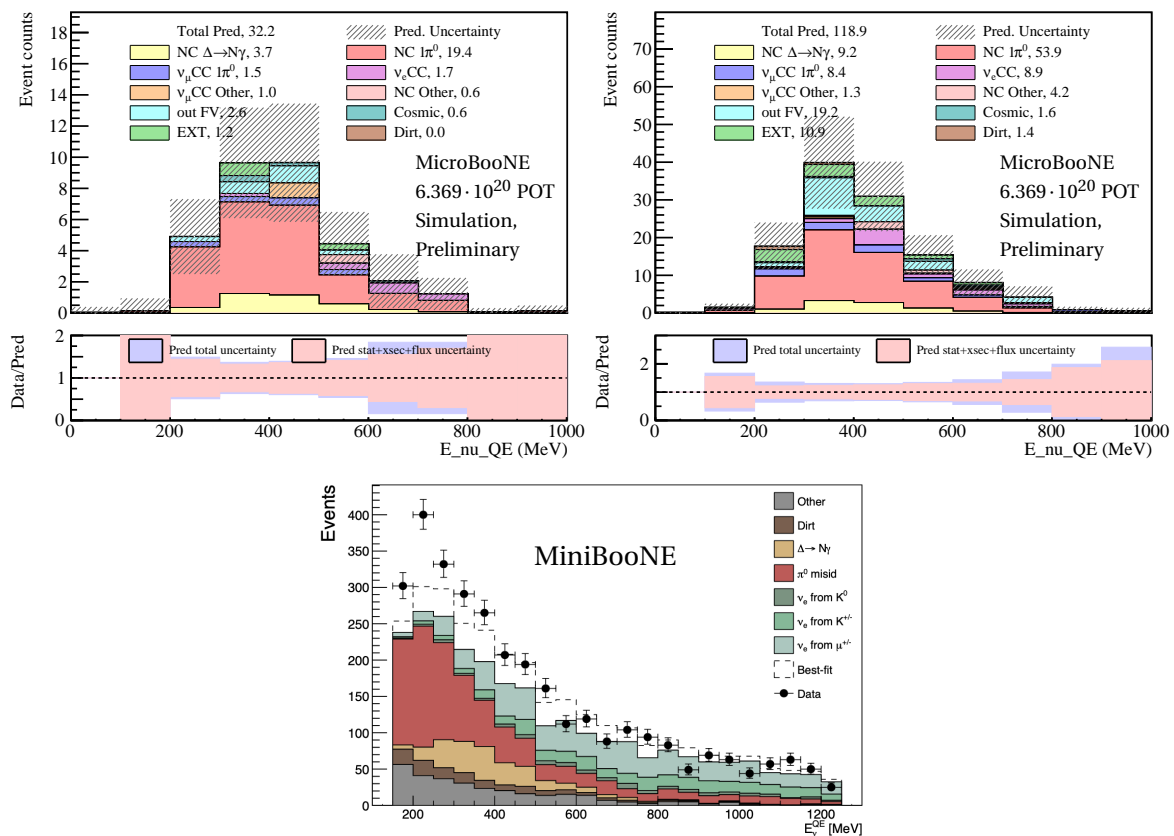 Event counts
18
16
14
12
10
8
6
4
2
0
Total Pred, 32.2
Pred. Uncertainty
NC Δ→Nγ, 3.7
NC 1π⁰, 19.4
ν_μCC 1π⁰, 1.5
ν_eCC, 1.7
ν_μCC Other, 1.0
NC Other, 0.6
out FV, 2.6
Cosmic, 0.6
EXT, 1.2
Dirt, 0.0
MicroBooNE
6.369·10²⁰ POT
Simulation,
Preliminary
Data/Pred
2
1
0
Pred total uncertainty
Pred stat+xsec+flux uncertainty
0 200 400 600 800 1000
E_nu_QE (MeV)
Event counts
70
60
50
40
30
20
10
0
Total Pred, 118.9
Pred. Uncertainty
NC Δ→Nγ, 9.2
NC 1π⁰, 53.9
ν_μCC 1π⁰, 8.4
ν_eCC, 8.9
ν_μCC Other, 1.3
NC Other, 4.2
out FV, 19.2
Cosmic, 1.6
EXT, 10.9
Dirt, 1.4
MicroBooNE
6.369·10²⁰ POT
Simulation,
Preliminary
Data/Pred
2
1
0
Pred total uncertainty
Pred stat+xsec+flux uncertainty
0 200 400 600 800 1000
E_nu_QE (MeV)
Events
400
350
300
250
200
150
100
50
0
MiniBooNE
Other
Dirt
Δ→ Nγ
π⁰ misid
ν_e from K⁰
ν_e from K⁺/⁻
ν_e from μ⁺/⁻
Best-fit
Data
200 400 600 800 1000 1200
E_ν^QE [MeV]